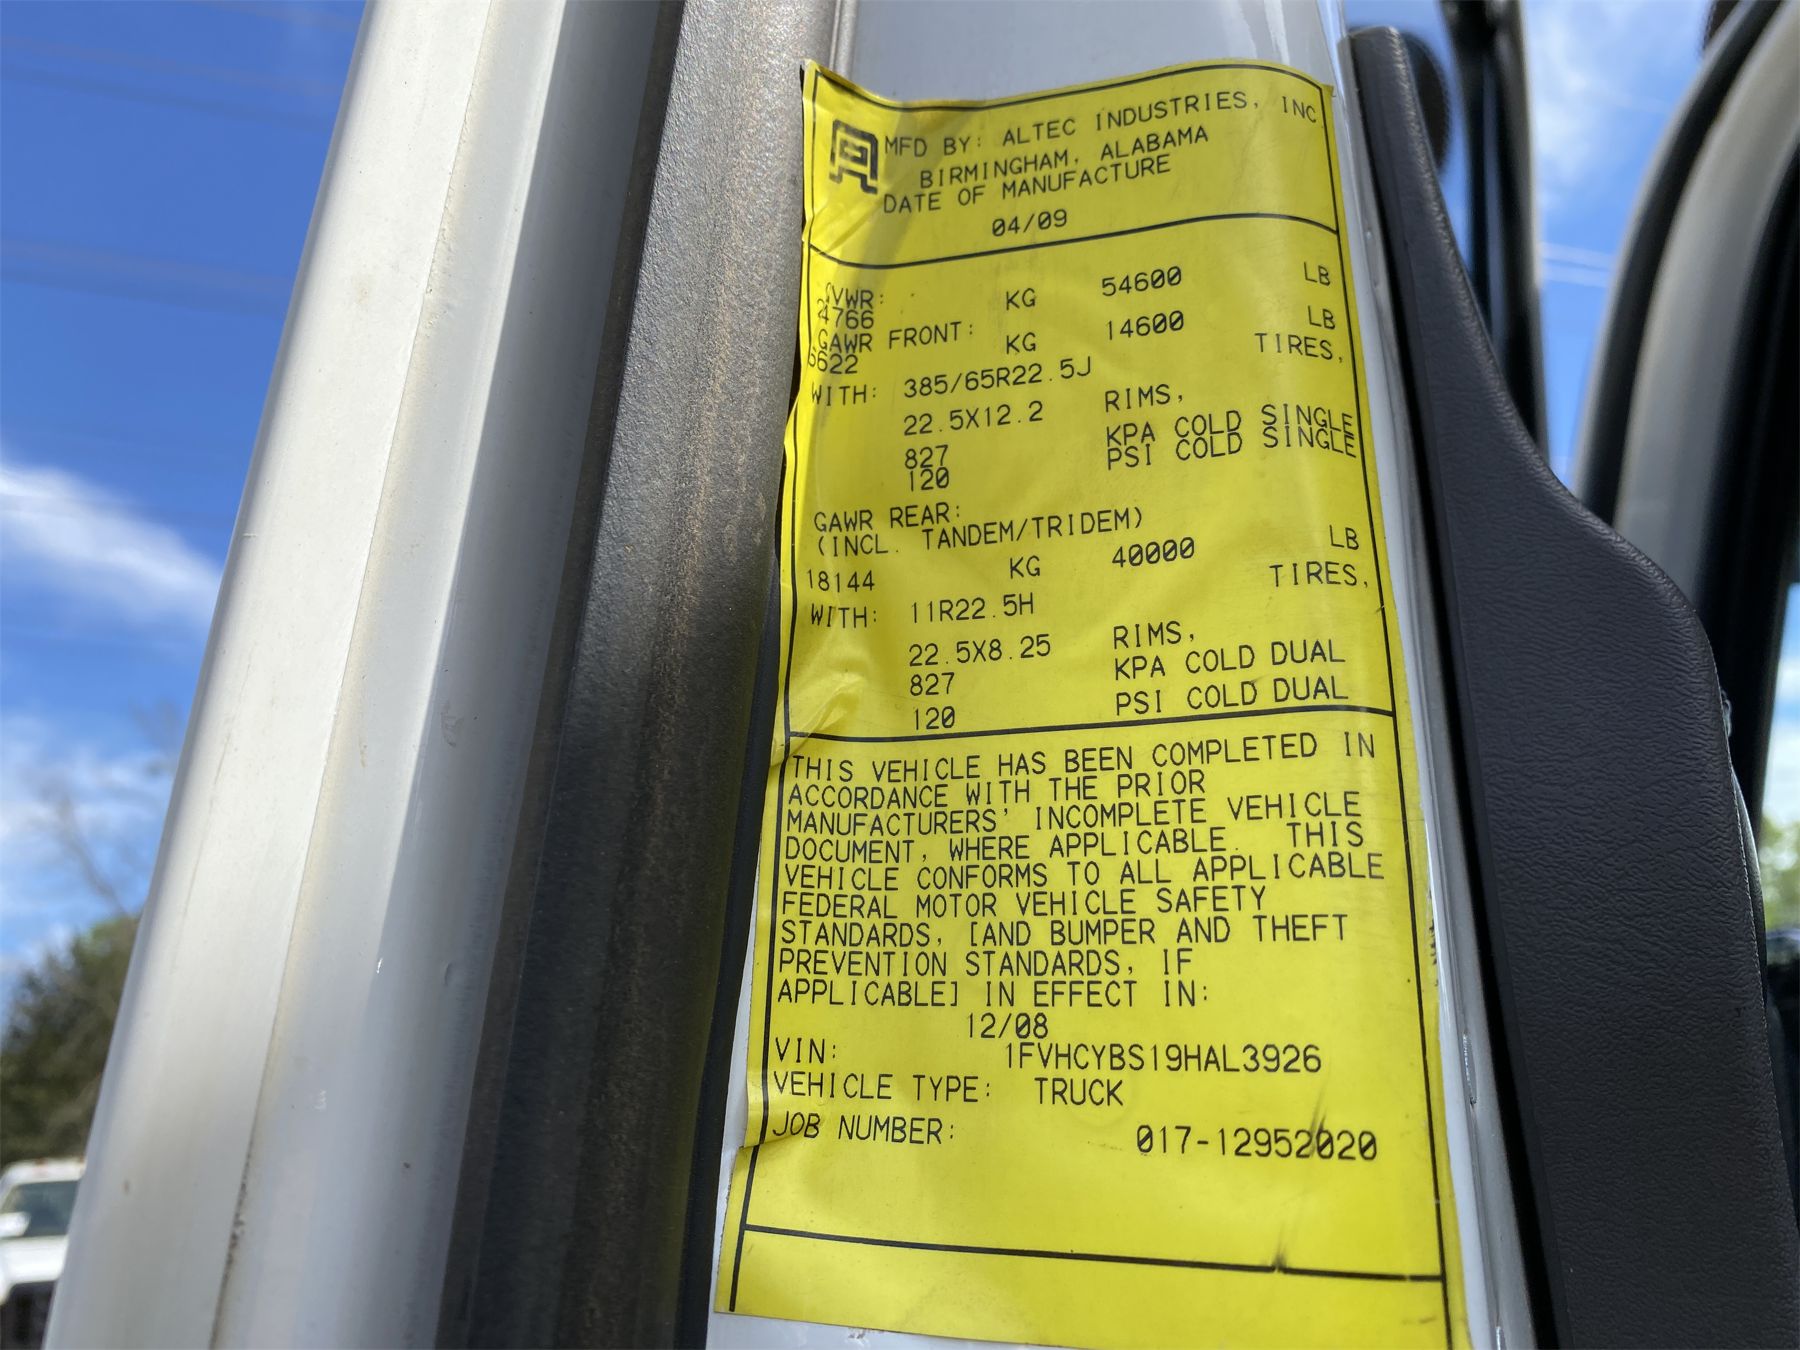 MFD BY: ALTEC INDUSTRIES, INC
BIRMINGHAM, ALABAMA
DATE OF MANUFACTURE
04/09
GVWR:
24766 KG 54600 LB
GAWR FRONT:
6622 KG 14600 LB
WITH: 385/65R22.5J TIRES,
22.5X12.2 RIMS,
827 KPA COLD SINGLE
120 PSI COLD SINGLE
GAWR REAR:
(INCL. TANDEM/TRIDEM)
18144 KG 40000 LB
WITH: 11R22.5H TIRES,
22.5X8.25 RIMS,
827 KPA COLD DUAL
120 PSI COLD DUAL
THIS VEHICLE HAS BEEN COMPLETED IN
ACCORDANCE WITH THE PRIOR
MANUFACTURERS' INCOMPLETE VEHICLE
DOCUMENT, WHERE APPLICABLE. THIS
VEHICLE CONFORMS TO ALL APPLICABLE
FEDERAL MOTOR VEHICLE SAFETY
STANDARDS, [AND BUMPER AND THEFT
PREVENTION STANDARDS, IF
APPLICABLE] IN EFFECT IN:
12/08
VIN: 1FVHCYBS19HAL3926
VEHICLE TYPE: TRUCK
JOB NUMBER: 017-12952020